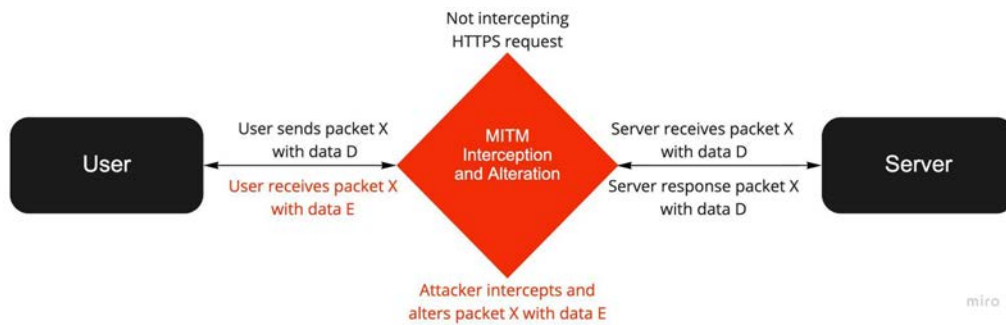 Not intercepting
HTTPS request
User
User sends packet X
with data D
User receives packet X
with data E
MITM
Interception
and Alteration
Server receives packet X
with data D
Server response packet X
with data D
Server
Attacker intercepts and
alters packet X with data E
miro